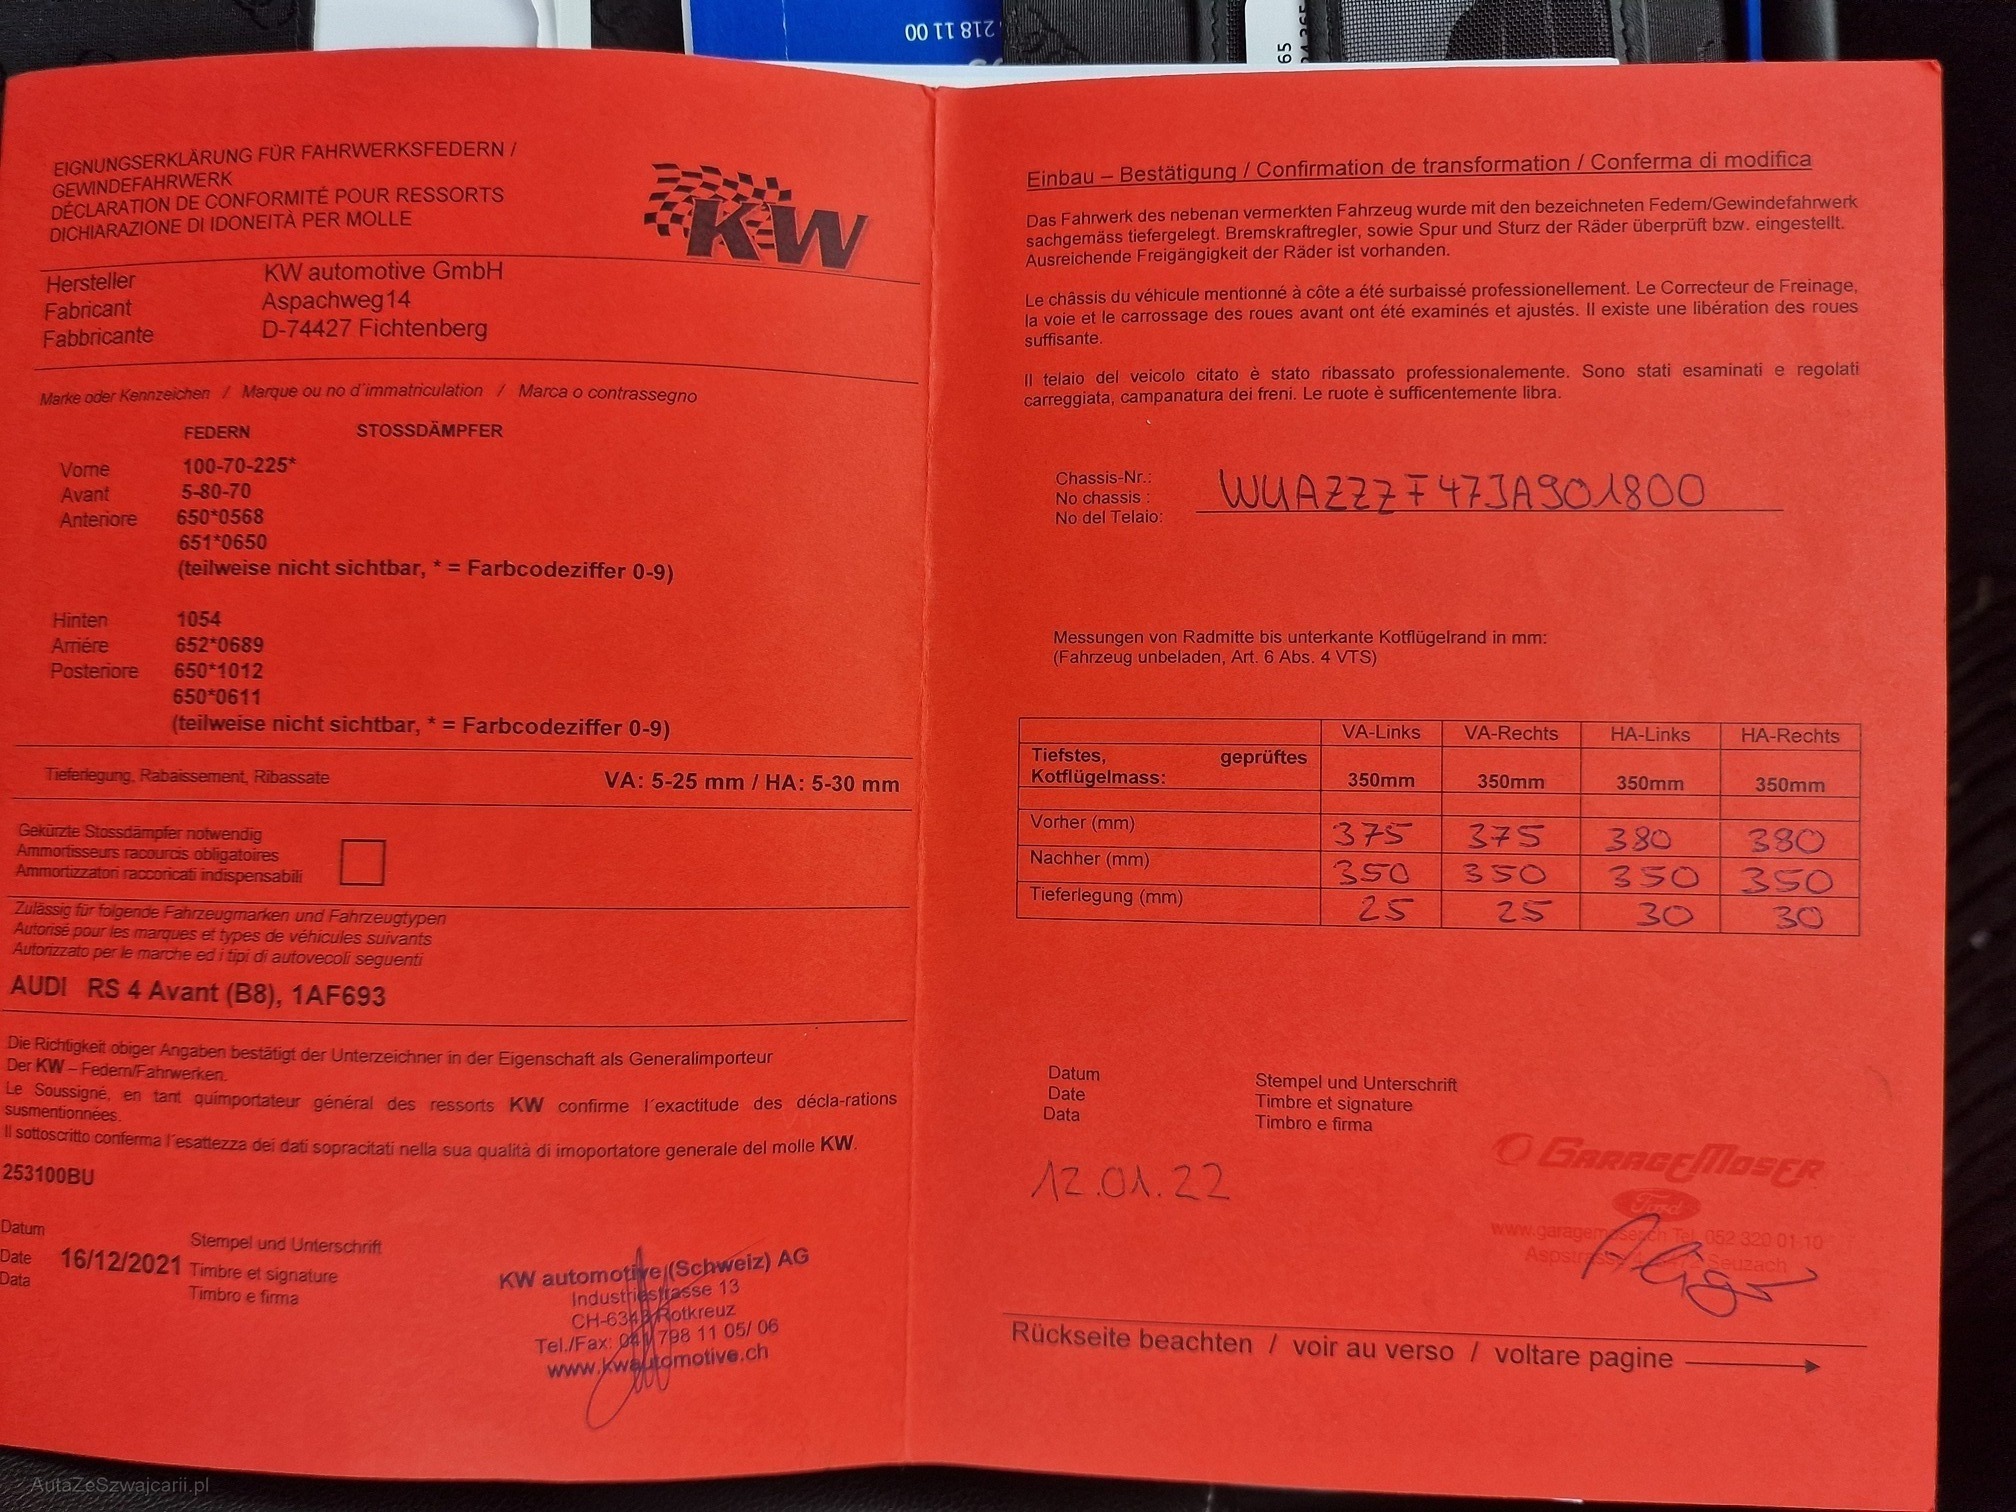 218 11 00
65
EIGNUNGSERKLÄRUNG FÜR FAHRWERKSFEDERN /
GEWINDEFAHRWERK
DÉCLARATION DE CONFORMITÉ POUR RESSORTS
DICHIARAZIONE DI IDONEITÀ PER MOLLE
KW
Hersteller KW automotive GmbH
Fabricant Aspachweg14
Fabbricante D-74427 Fichtenberg
Marke oder Kennzeichen / Marque ou no d´immatriculation / Marca o contrassegno
FEDERN STOSSDÄMPFER
Vorne 100-70-225*
Avant 5-80-70
Anteriore 650*0568
651*0650
(teilweise nicht sichtbar, * = Farbcodeziffer 0-9)
Hinten 1054
Arriére 652*0689
Posteriore 650*1012
650*0611
(teilweise nicht sichtbar, * = Farbcodeziffer 0-9)
Tieferlegung, Rabaissement, Ribassate VA: 5-25 mm / HA: 5-30 mm
Gekürzte Stossdämpfer notwendig
Ammortisseurs racourcis obligatoires
Ammortizzatori raccoricati indispensabili
Zulässig für folgende Fahrzeugmarken und Fahrzeugtypen
Autorisé pour les marques et types de véhicules suivants
Autorizzato per le marche ed i tipi di autovecoli seguenti
AUDI RS 4 Avant (B8), 1AF693
Die Richtigkeit obiger Angaben bestätigt der Unterzeichner in der Eigenschaft als Generalimporteur
Der KW – Federn/Fahrwerken.
Le Soussigné, en tant quimportateur général des ressorts KW confirme l´exactitude des décla-rations
susmentionnées.
Il sottoscritto conferma l´esattezza dei dati sopracitati nella sua qualità di imoportatore generale del molle KW.
253100BU
Datum
Date 16/12/2021
Data
Stempel und Unterschrift
Timbre et signature
Timbro e firma
KW automotive (Schweiz) AG
Industriestrasse 13
CH-6343 Rotkreuz
Tel./Fax: 041 798 11 05/ 06
www.kwautomotive.ch
Einbau – Bestätigung / Confirmation de transformation / Conferma di modifica
Das Fahrwerk des nebenan vermerkten Fahrzeug wurde mit den bezeichneten Federn/Gewindefahrwerk
sachgemäss tiefergelegt. Bremskraftregler, sowie Spur und Sturz der Räder überprüft bzw. eingestellt.
Ausreichende Freigängigkeit der Räder ist vorhanden.
Le châssis du véhicule mentionné à côte a été surbaissé professionellement. Le Correcteur de Freinage,
la voie et le carrossage des roues avant ont été examinés et ajustés. Il existe une libération des roues
suffisante.
Il telaio del veicolo citato è stato ribassato professionalemente. Sono stati esaminati e regolati
carreggiata, campanatura dei freni. Le ruote è sufficentemente libra.
Chassis-Nr.:
No chassis : WUAZZZF47JA901800
No del Telaio:
Messungen von Radmitte bis unterkante Kotflügelrand in mm:
(Fahrzeug unbeladen, Art. 6 Abs. 4 VTS)
VA-Links VA-Rechts HA-Links HA-Rechts
Tiefstes, geprüftes
Kotflügelmass: 350mm 350mm 350mm 350mm
Vorher (mm) 375 375 380 380
Nachher (mm) 350 350 350 350
Tieferlegung (mm) 25 25 30 30
Datum
Date
Data
Stempel und Unterschrift
Timbre et signature
Timbro e firma
12.01.22
GARAGE MOSER
Ford
www.garagemoser.ch Tel. 052 320 01 10
Seuzach
Rückseite beachten / voir au verso / voltare pagine
AutaZeSzwajcarii.pl